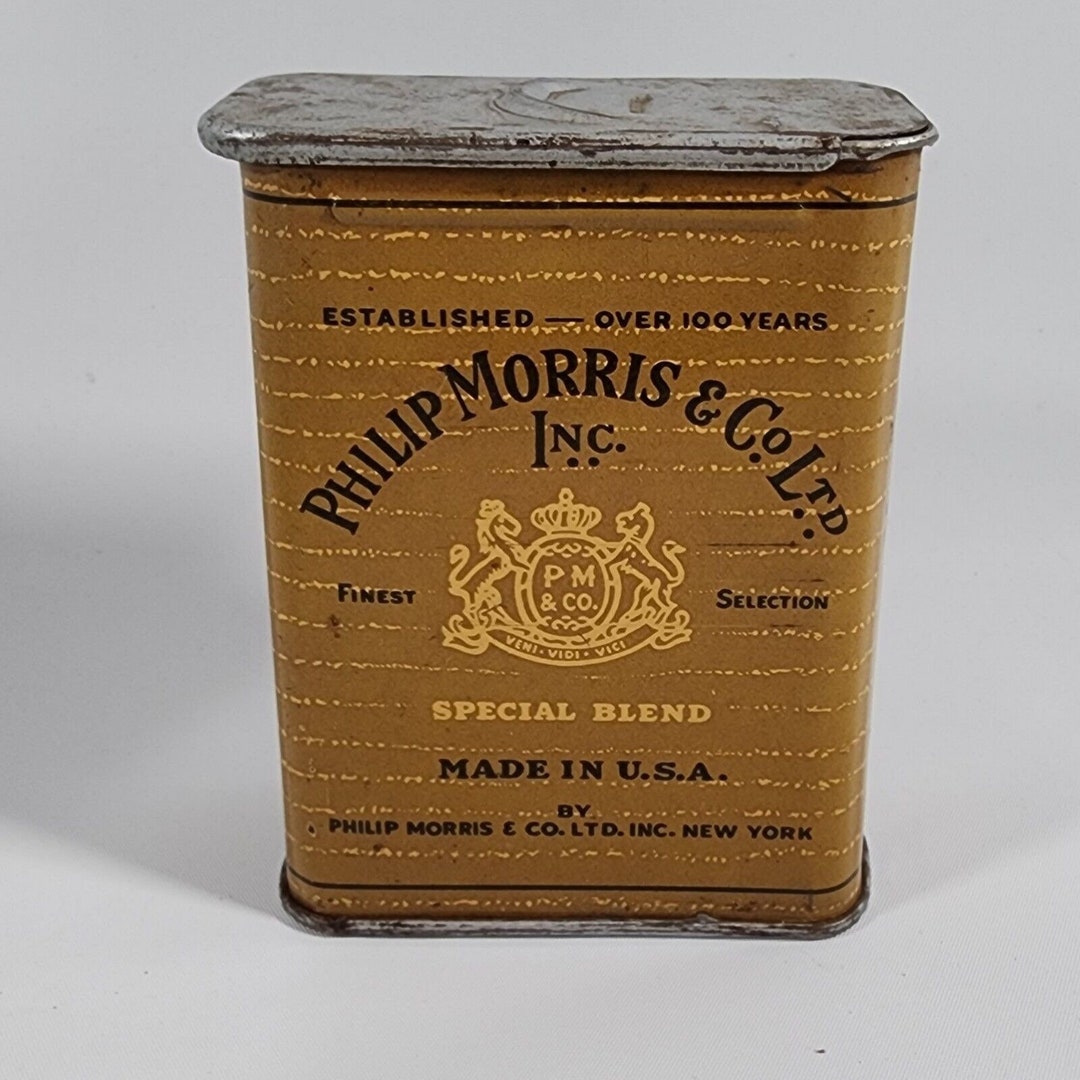 ESTABLISHED — OVER 100 YEARS
PHILIP MORRIS & CO. LTD.
INC.
P M
& CO.
FINEST SELECTION
VENI · VIDI · VICI
SPECIAL BLEND
MADE IN U.S.A.
BY
PHILIP MORRIS & CO. LTD. INC. NEW YORK